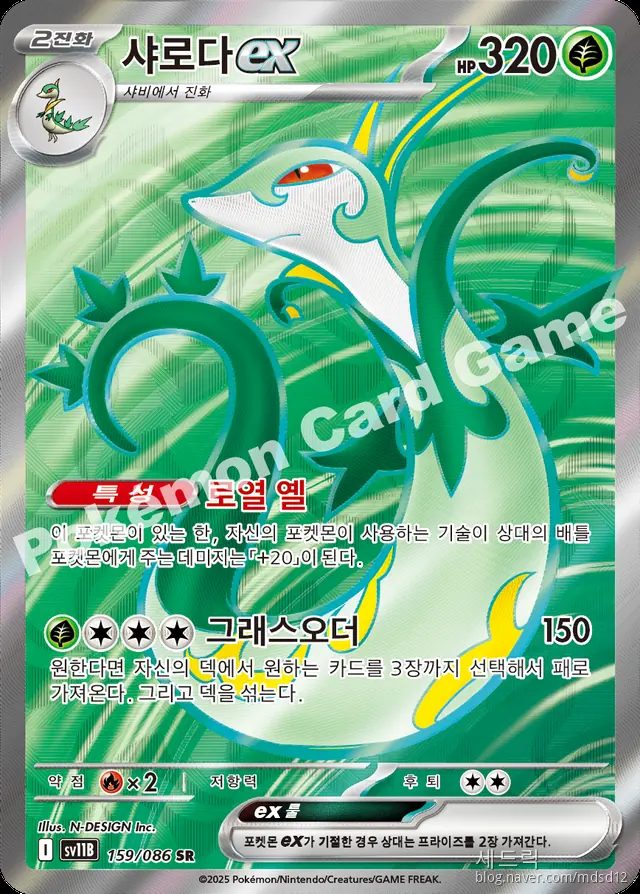 2진화
샤로다 ex
HP 320
샤비에서 진화
Pokémon Card Game
특성 로열 옐
이 포켓몬이 있는 한, 자신의 포켓몬이 사용하는 기술이 상대의 배틀
포켓몬에게 주는 데미지는 「+20」이 된다.
그래스오더 150
원한다면 자신의 덱에서 원하는 카드를 3장까지 선택해서 패로
가져온다. 그리고 덱을 섞는다.
약점 ×2 저항력 후퇴
ex 룰
포켓몬 ex가 기절한 경우 상대는 프라이즈를 2장 가져간다.
Illus. N-DESIGN Inc.
I sv11B 159/086 SR
©2025 Pokémon/Nintendo/Creatures/GAME FREAK.
세드릭
blog.naver.com/mdsd12